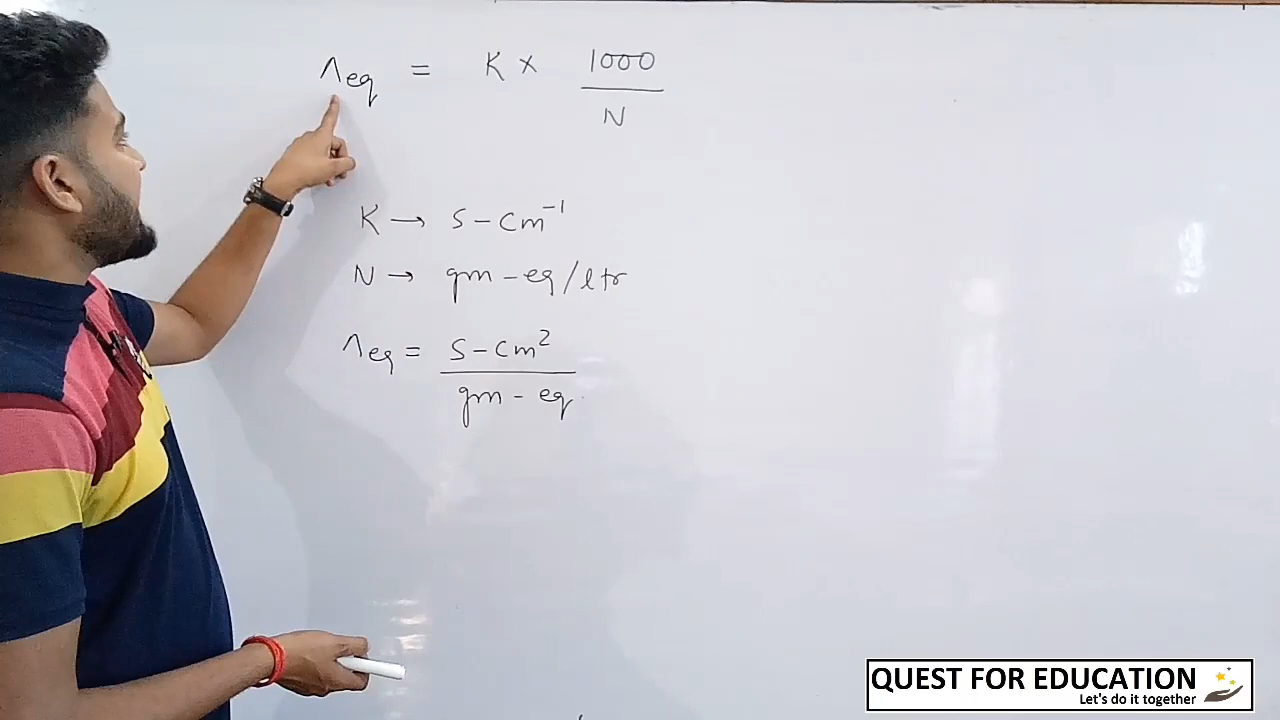 Λeq = K × 1000/N
K → S-cm⁻¹
N → gm-eq/ltr
Λeq = S-cm²/gm-eq
QUEST FOR EDUCATION
Let's do it together